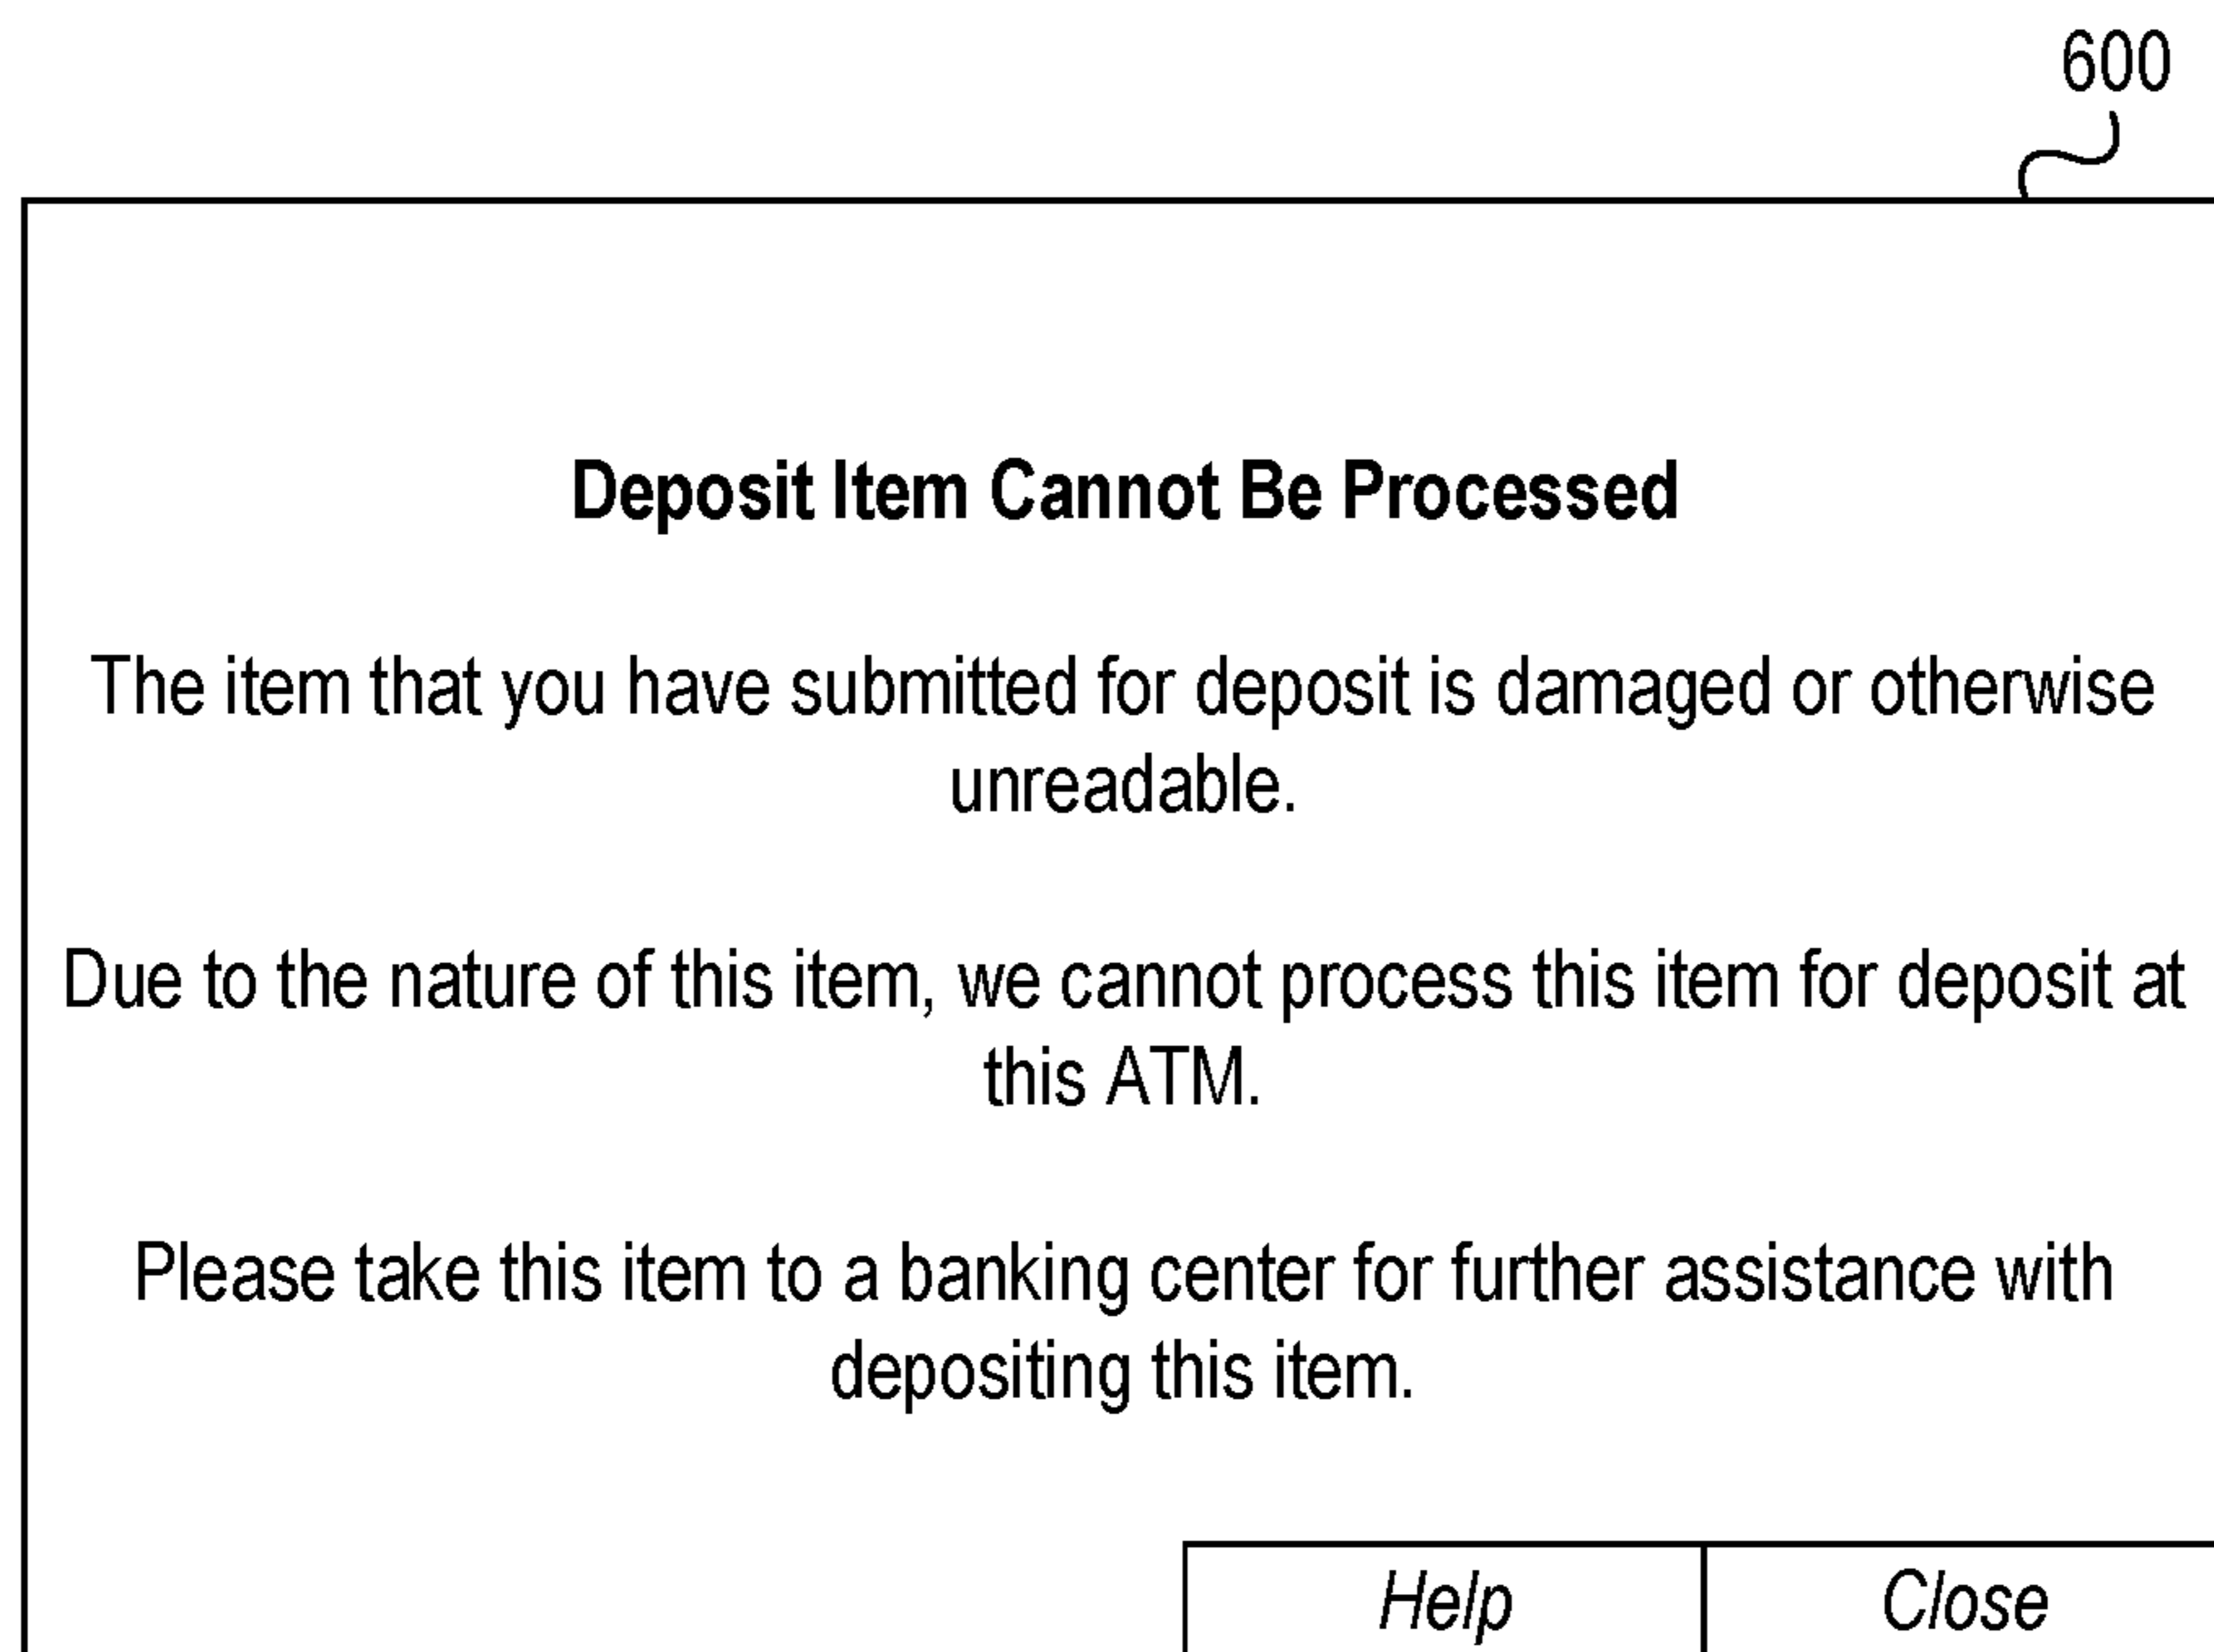 600
Deposit Item Cannot Be Processed
The item that you have submitted for deposit is damaged or otherwise
unreadable.
Due to the nature of this item, we cannot process this item for deposit at
this ATM.
Please take this item to a banking center for further assistance with
depositing this item.
Help Close